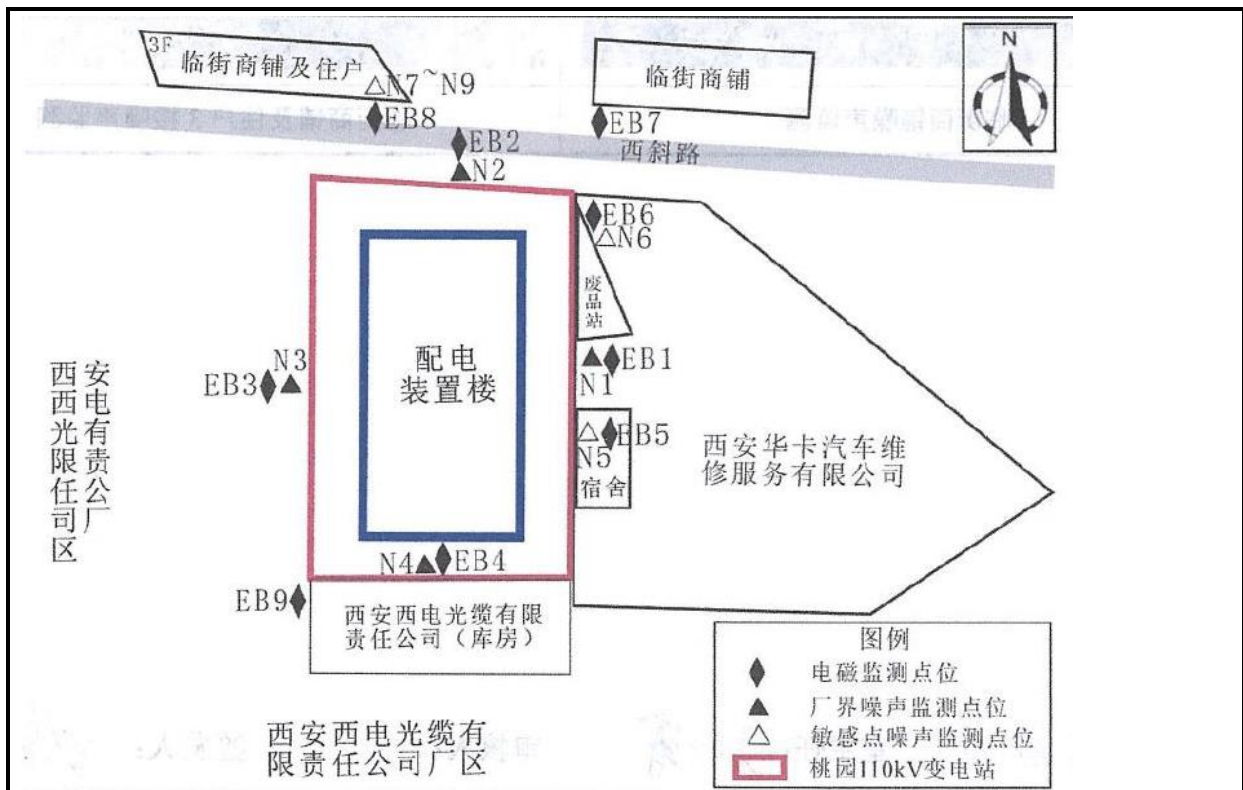 3F
临街商铺及住户
N7~N9
EB8
临街商铺
EB7
N
EB2
西斜路
N2
EB6
N6
废品站
配电
装置楼
N3
EB3
EB1
N1
EB5
N5
宿舍
西安华卡汽车维
修服务有限公司
西安
西电
光有
限责
任公
司厂
区
N4
EB4
EB9
西安西电光缆有限
责任公司（库房）
西安西电光缆有
限责任公司厂区
图例
电磁监测点位
厂界噪声监测点位
敏感点噪声监测点位
桃园110kV变电站